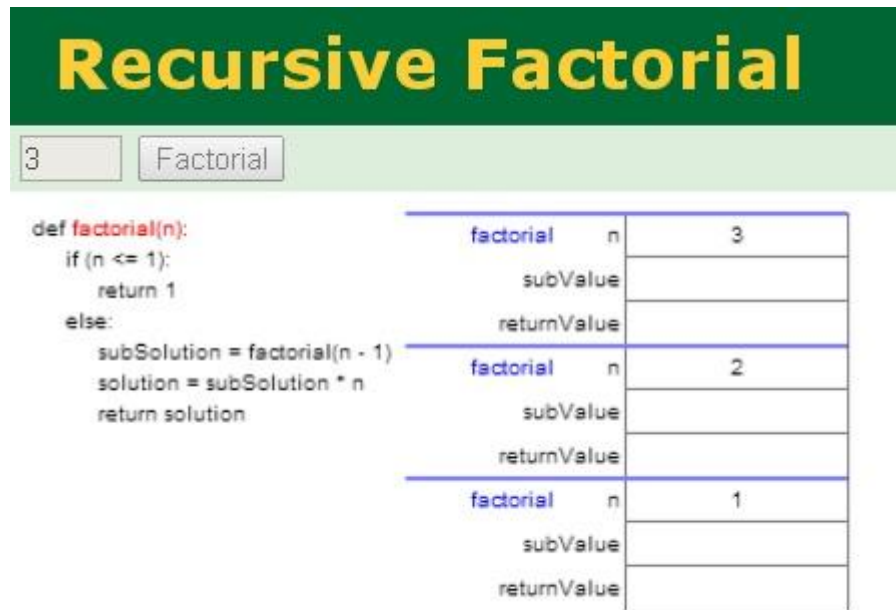 Recursive Factorial
3 Factorial
def factorial(n):
if (n <= 1):
return 1
else:
subSolution = factorial(n - 1)
solution = subSolution * n
return solution
factorial n 3
subValue
returnValue
factorial n 2
subValue
returnValue
factorial n 1
subValue
returnValue